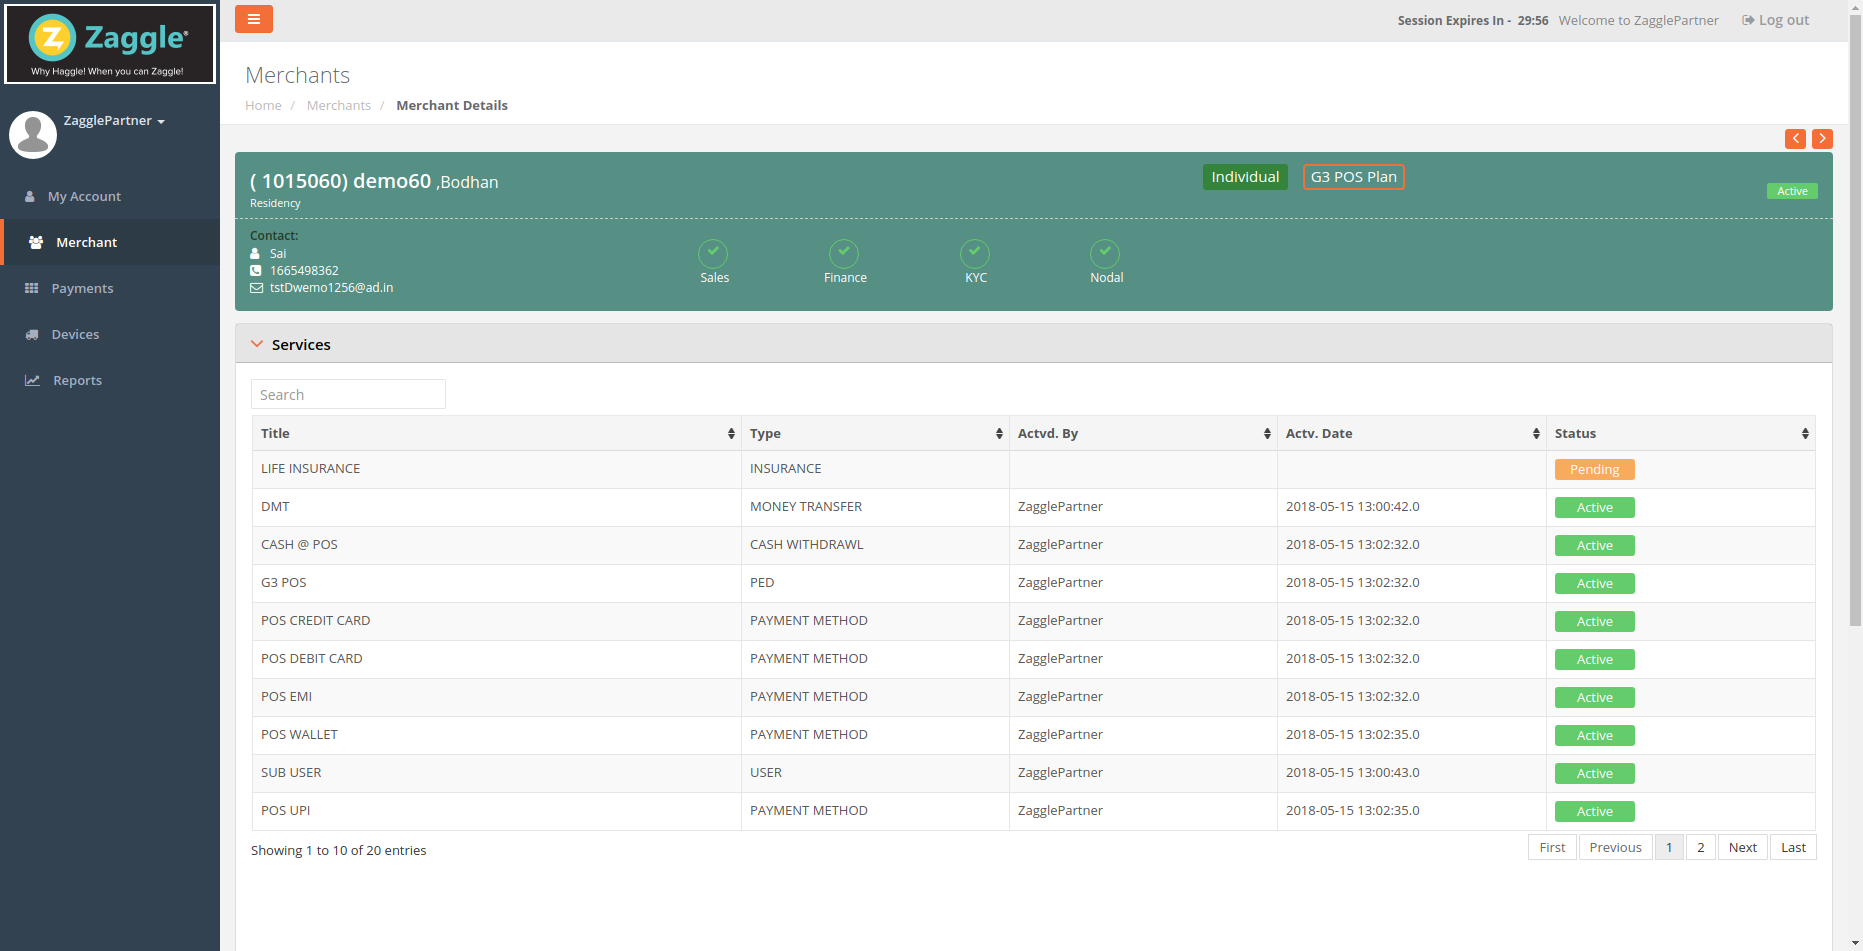 Zaggle®
Why Haggle! When you can Zaggle!
Session Expires In - 29:56 Welcome to ZagglePartner Log out
ZagglePartner
My Account
Merchant
Payments
Devices
Reports
Merchants
Home / Merchants / Merchant Details
( 1015060) demo60 ,Bodhan Individual G3 POS Plan
Residency
Active
Contact:
Sai
1665498362
tstDwemo1256@ad.in
Sales Finance KYC Nodal
Services
Search
Title Type Actvd. By Actv. Date Status
LIFE INSURANCE INSURANCE Pending
DMT MONEY TRANSFER ZagglePartner 2018-05-15 13:00:42.0 Active
CASH @ POS CASH WITHDRAWL ZagglePartner 2018-05-15 13:02:32.0 Active
G3 POS PED ZagglePartner 2018-05-15 13:02:32.0 Active
POS CREDIT CARD PAYMENT METHOD ZagglePartner 2018-05-15 13:02:32.0 Active
POS DEBIT CARD PAYMENT METHOD ZagglePartner 2018-05-15 13:02:32.0 Active
POS EMI PAYMENT METHOD ZagglePartner 2018-05-15 13:02:32.0 Active
POS WALLET PAYMENT METHOD ZagglePartner 2018-05-15 13:02:35.0 Active
SUB USER USER ZagglePartner 2018-05-15 13:00:43.0 Active
POS UPI PAYMENT METHOD ZagglePartner 2018-05-15 13:02:35.0 Active
Showing 1 to 10 of 20 entries First Previous 1 2 Next Last